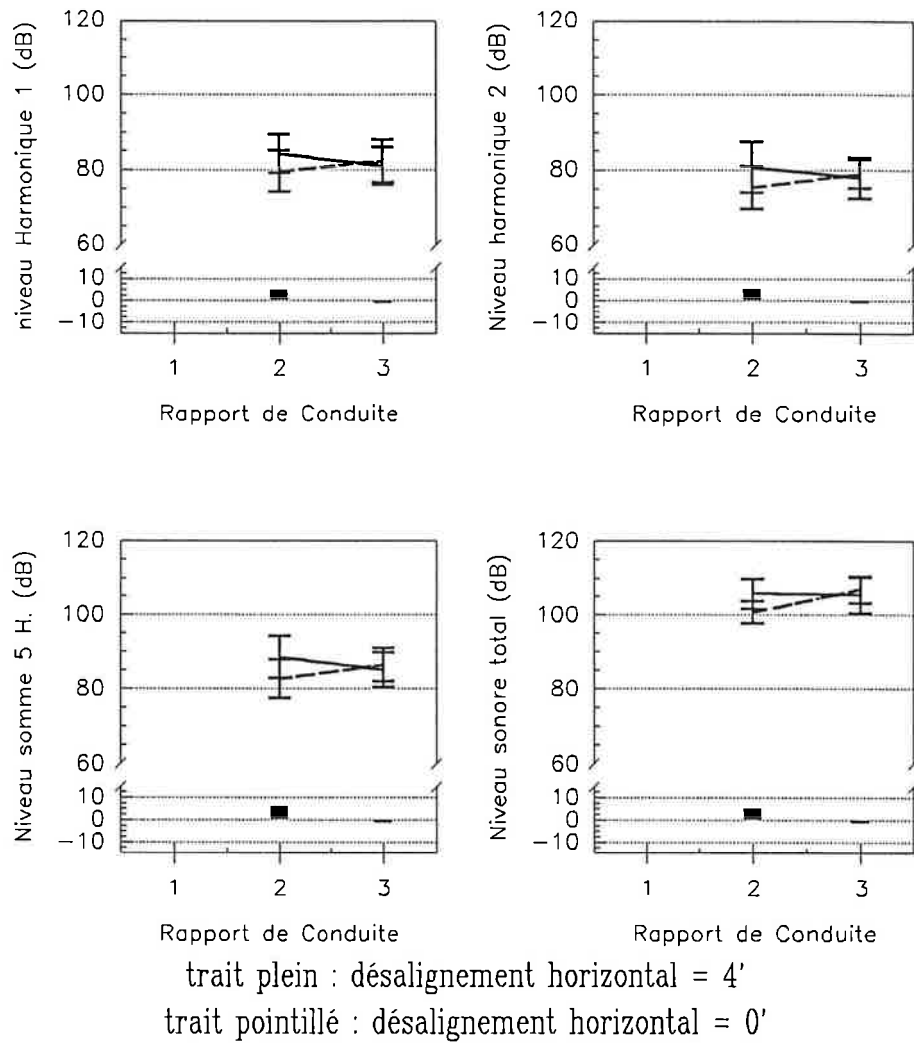 niveau Harmonique 1 (dB)
120
100
80
60
10
0
−10
1 2 3
Rapport de Conduite
Niveau harmonique 2 (dB)
120
100
80
60
10
0
−10
1 2 3
Rapport de Conduite
Niveau somme 5 H. (dB)
120
100
80
60
10
0
−10
1 2 3
Rapport de Conduite
Niveau sonore total (dB)
120
100
80
60
10
0
−10
1 2 3
Rapport de Conduite
trait plein : désalignement horizontal = 4'
trait pointillé : désalignement horizontal = 0'